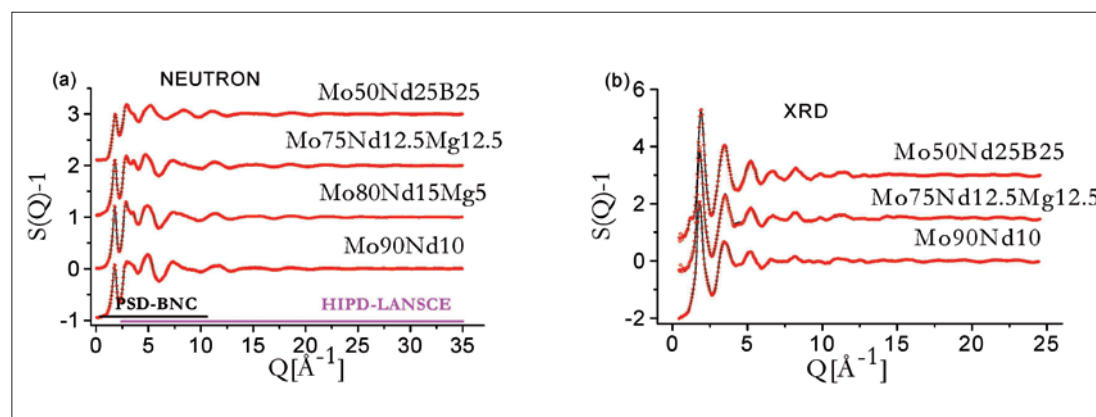 (a)
NEUTRON
Mo50Nd25B25
Mo75Nd12.5Mg12.5
Mo80Nd15Mg5
Mo90Nd10
PSD-BNC
HIPD-LANSCE
3
2
1
0
-1
S(Q)-1
0 5 10 15 20 25 30 35
Q[Å⁻¹]
(b)
XRD
Mo50Nd25B25
Mo75Nd12.5Mg12.5
Mo90Nd10
6
4
2
0
-2
S(Q)-1
0 5 10 15 20 25
Q[Å⁻¹]